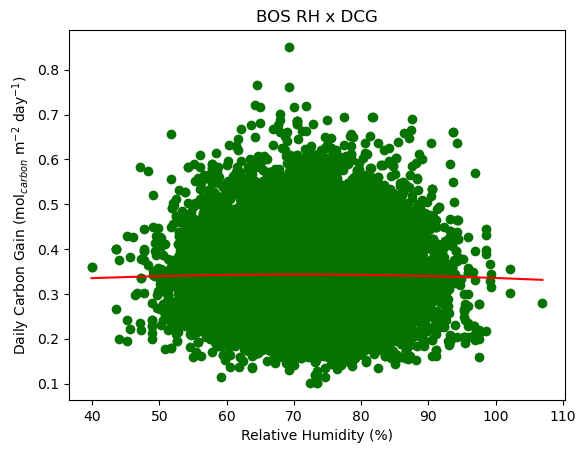 BOS RH x DCG
Daily Carbon Gain (mol_carbon m⁻² day⁻¹)
0.8
0.7
0.6
0.5
0.4
0.3
0.2
0.1
40 50 60 70 80 90 100 110
Relative Humidity (%)